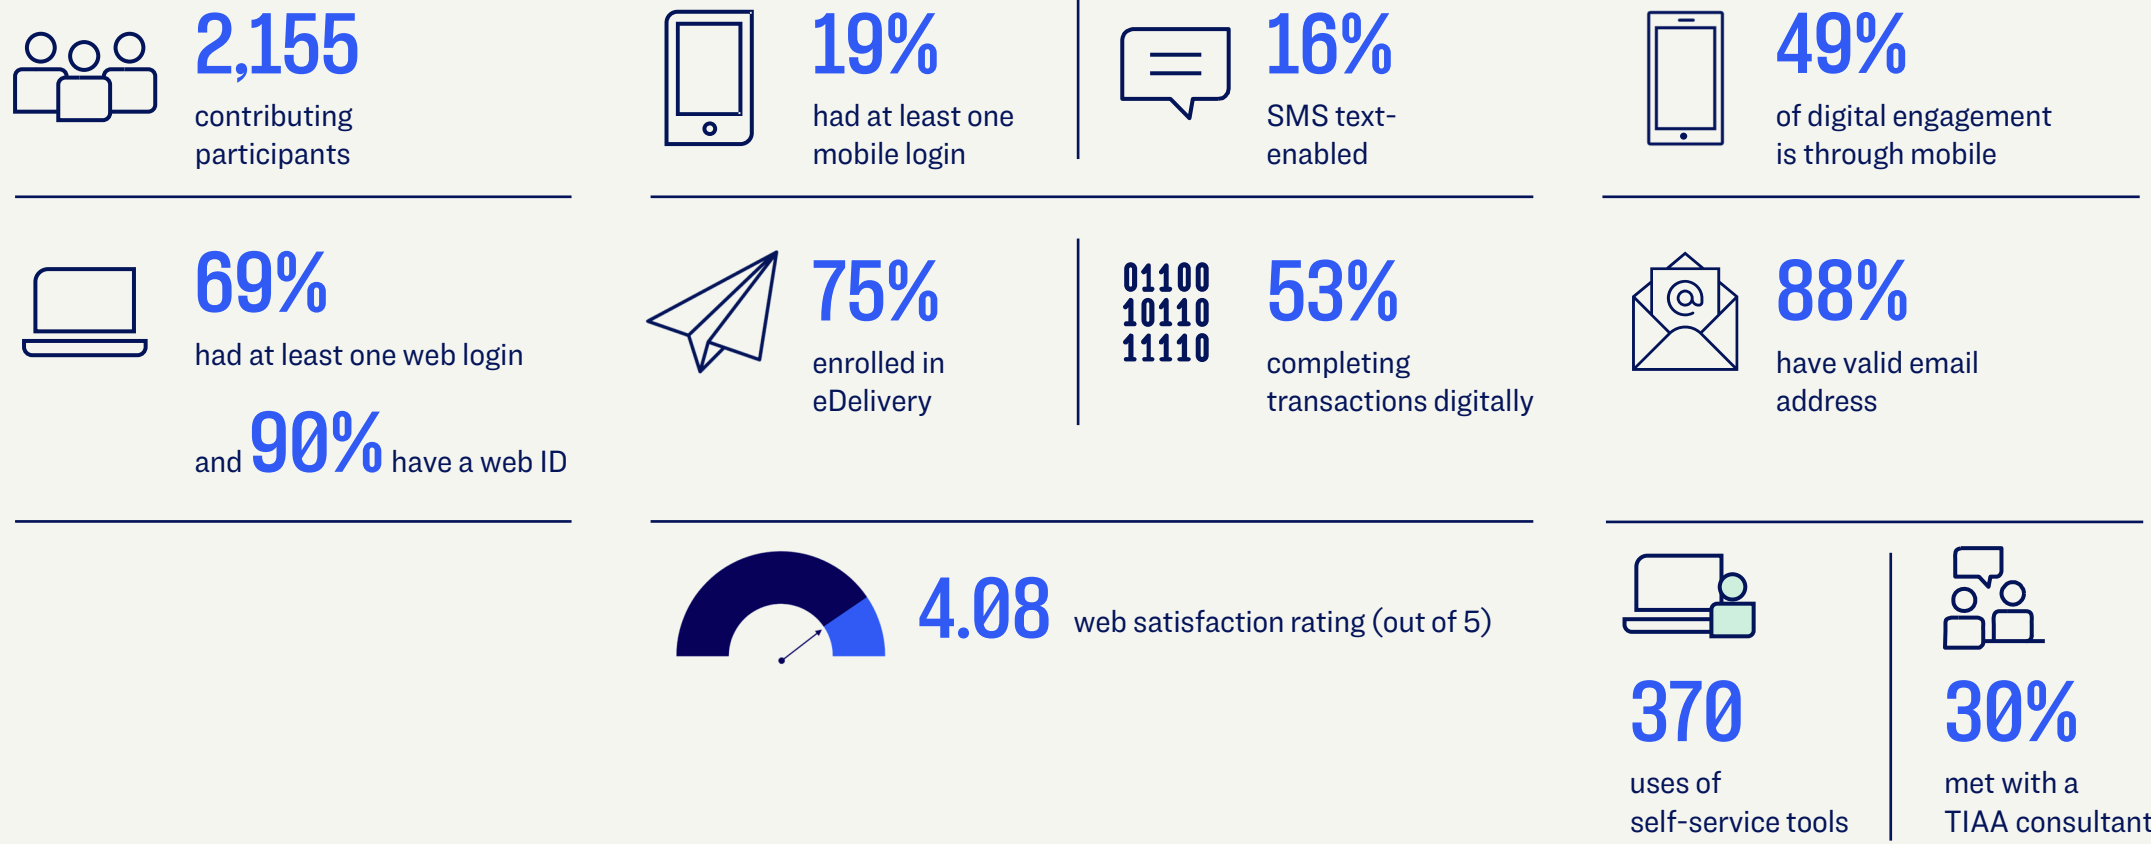 2,155
contributing
participants
19%
had at least one
mobile login
16%
SMS text-
enabled
49%
of digital engagement
is through mobile
69%
had at least one web login
and 90% have a web ID
75%
enrolled in
eDelivery
01100
10110
11110
53%
completing
transactions digitally
88%
have valid email
address
4.08 web satisfaction rating (out of 5)
370
uses of
self-service tools
30%
met with a
TIAA consultant